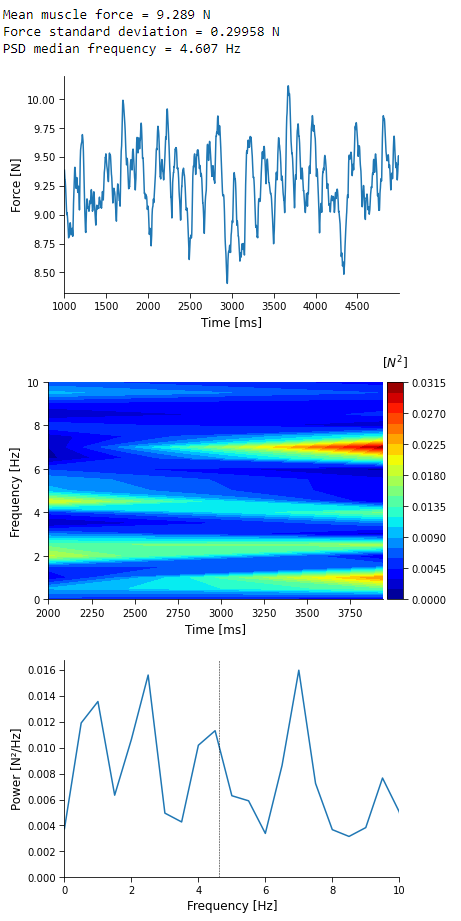 Mean muscle force = 9.289 N
Force standard deviation = 0.29958 N
PSD median frequency = 4.607 Hz
10.00
9.75
9.50
9.25
9.00
8.75
8.50
Force [N]
1000 1500 2000 2500 3000 3500 4000 4500
Time [ms]
[N²]
10
8
6
4
2
0
Frequency [Hz]
2000 2250 2500 2750 3000 3250 3500 3750
Time [ms]
0.0315
0.0270
0.0225
0.0180
0.0135
0.0090
0.0045
0.0000
0.016
0.014
0.012
0.010
0.008
0.006
0.004
0.002
0.000
Power [N²/Hz]
0 2 4 6 8 10
Frequency [Hz]